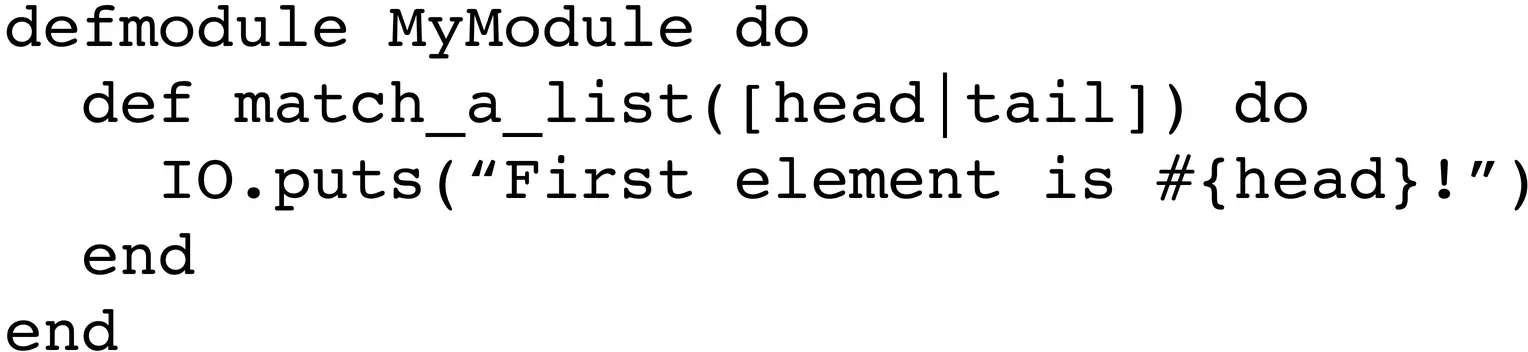 defmodule MyModule do
  def match_a_list([head|tail]) do
    IO.puts(“First element is #{head}!”)
  end
end